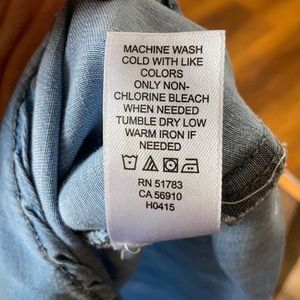 MACHINE WASH
COLD WITH LIKE
COLORS
ONLY NON-
CHLORINE BLEACH
WHEN NEEDED
TUMBLE DRY LOW
WARM IRON IF
NEEDED
RN 51783
CA 56910
H0415